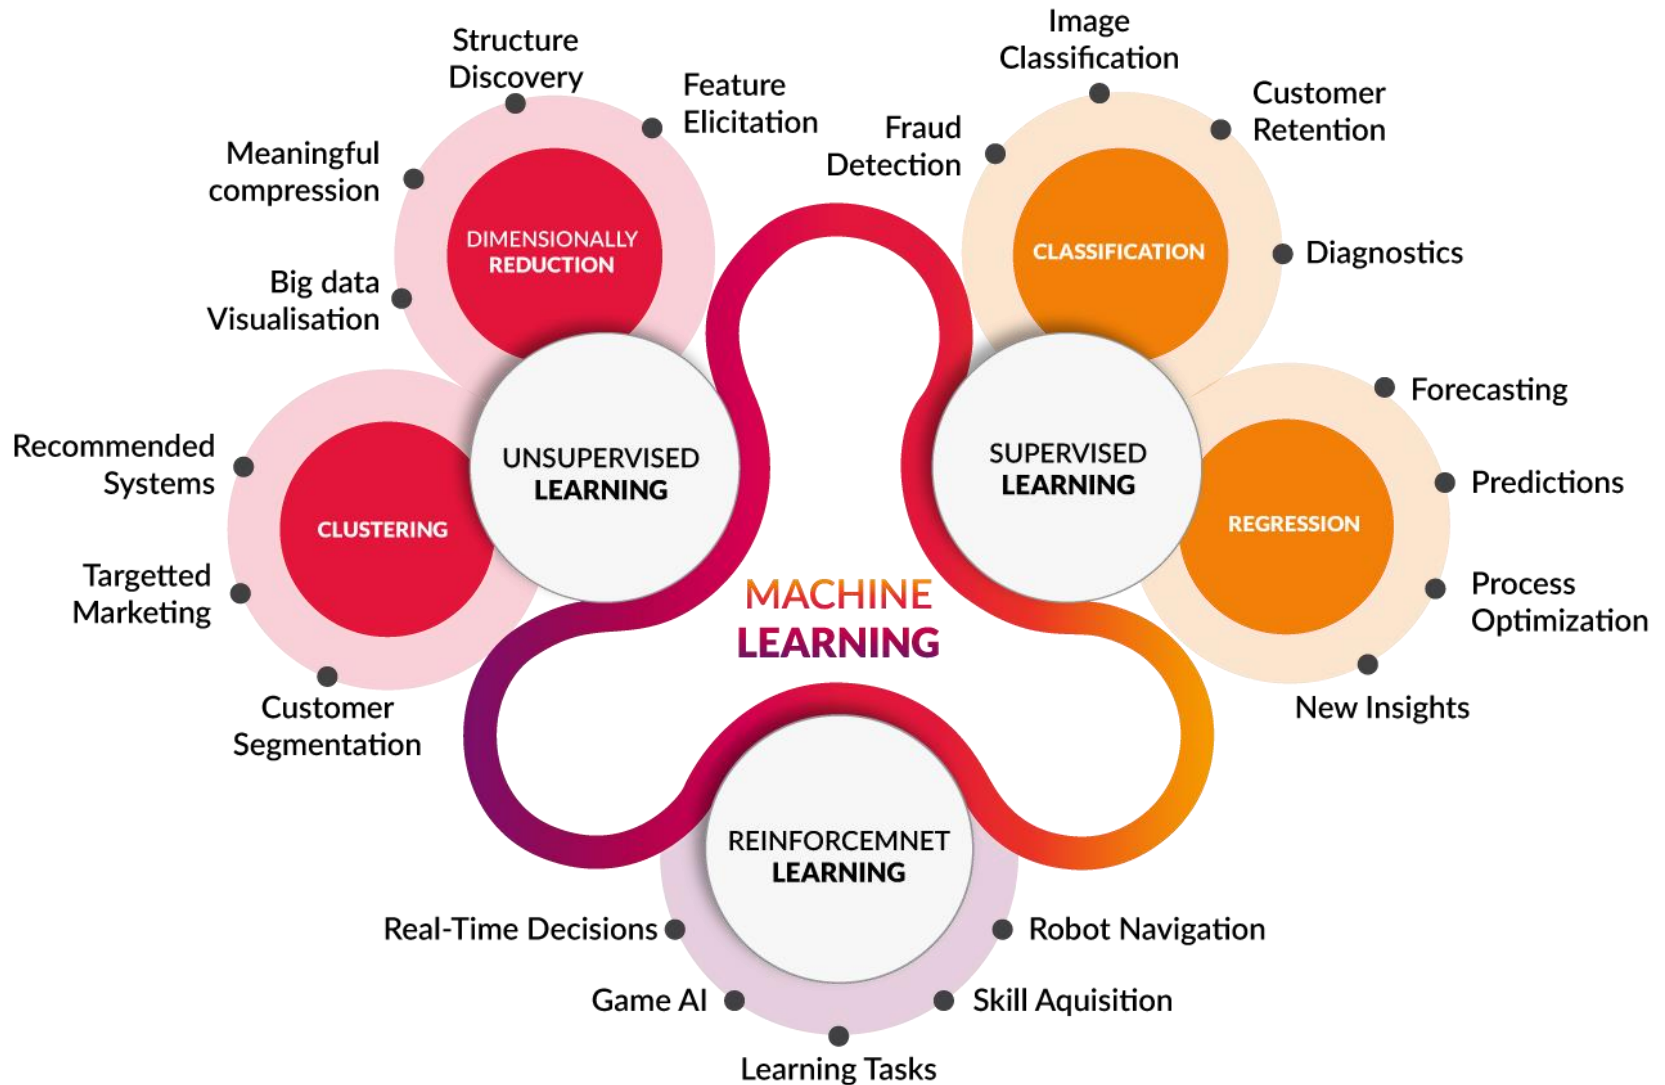 Structure
Discovery
Feature
Elicitation
Meaningful
compression
Big data
Visualisation
DIMENSIONALLY
REDUCTION
Recommended
Systems
Targetted
Marketing
Customer
Segmentation
CLUSTERING
UNSUPERVISED
LEARNING
Image
Classification
Customer
Retention
Fraud
Detection
Diagnostics
CLASSIFICATION
Forecasting
Predictions
Process
Optimization
New Insights
REGRESSION
SUPERVISED
LEARNING
MACHINE
LEARNING
REINFORCEMNET
LEARNING
Real-Time Decisions
Game AI
Learning Tasks
Skill Aquisition
Robot Navigation